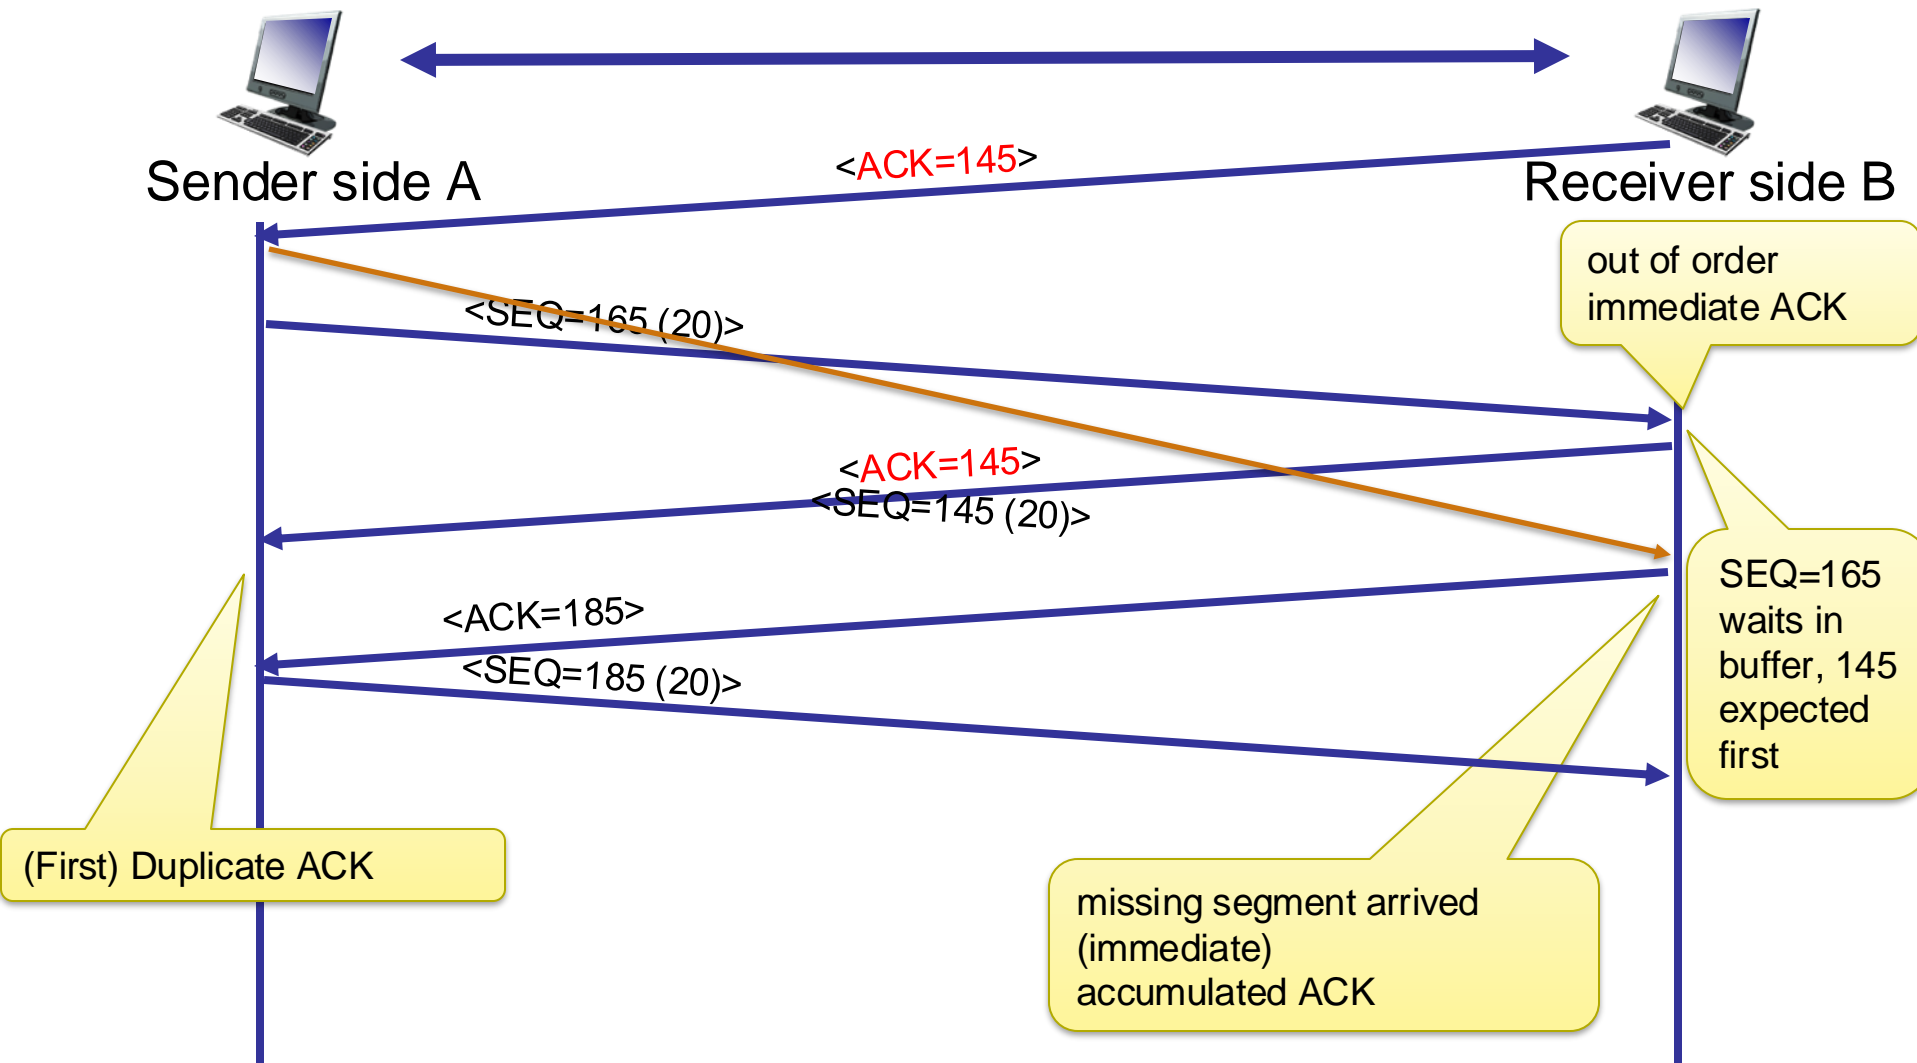 <ACK=145>
Sender side A
Receiver side B
out of order
immediate ACK
<SEQ=165 (20)>
<ACK=145>
<SEQ=145 (20)>
SEQ=165
waits in
buffer, 145
expected
first
<ACK=185>
<SEQ=185 (20)>
(First) Duplicate ACK
missing segment arrived
(immediate)
accumulated ACK